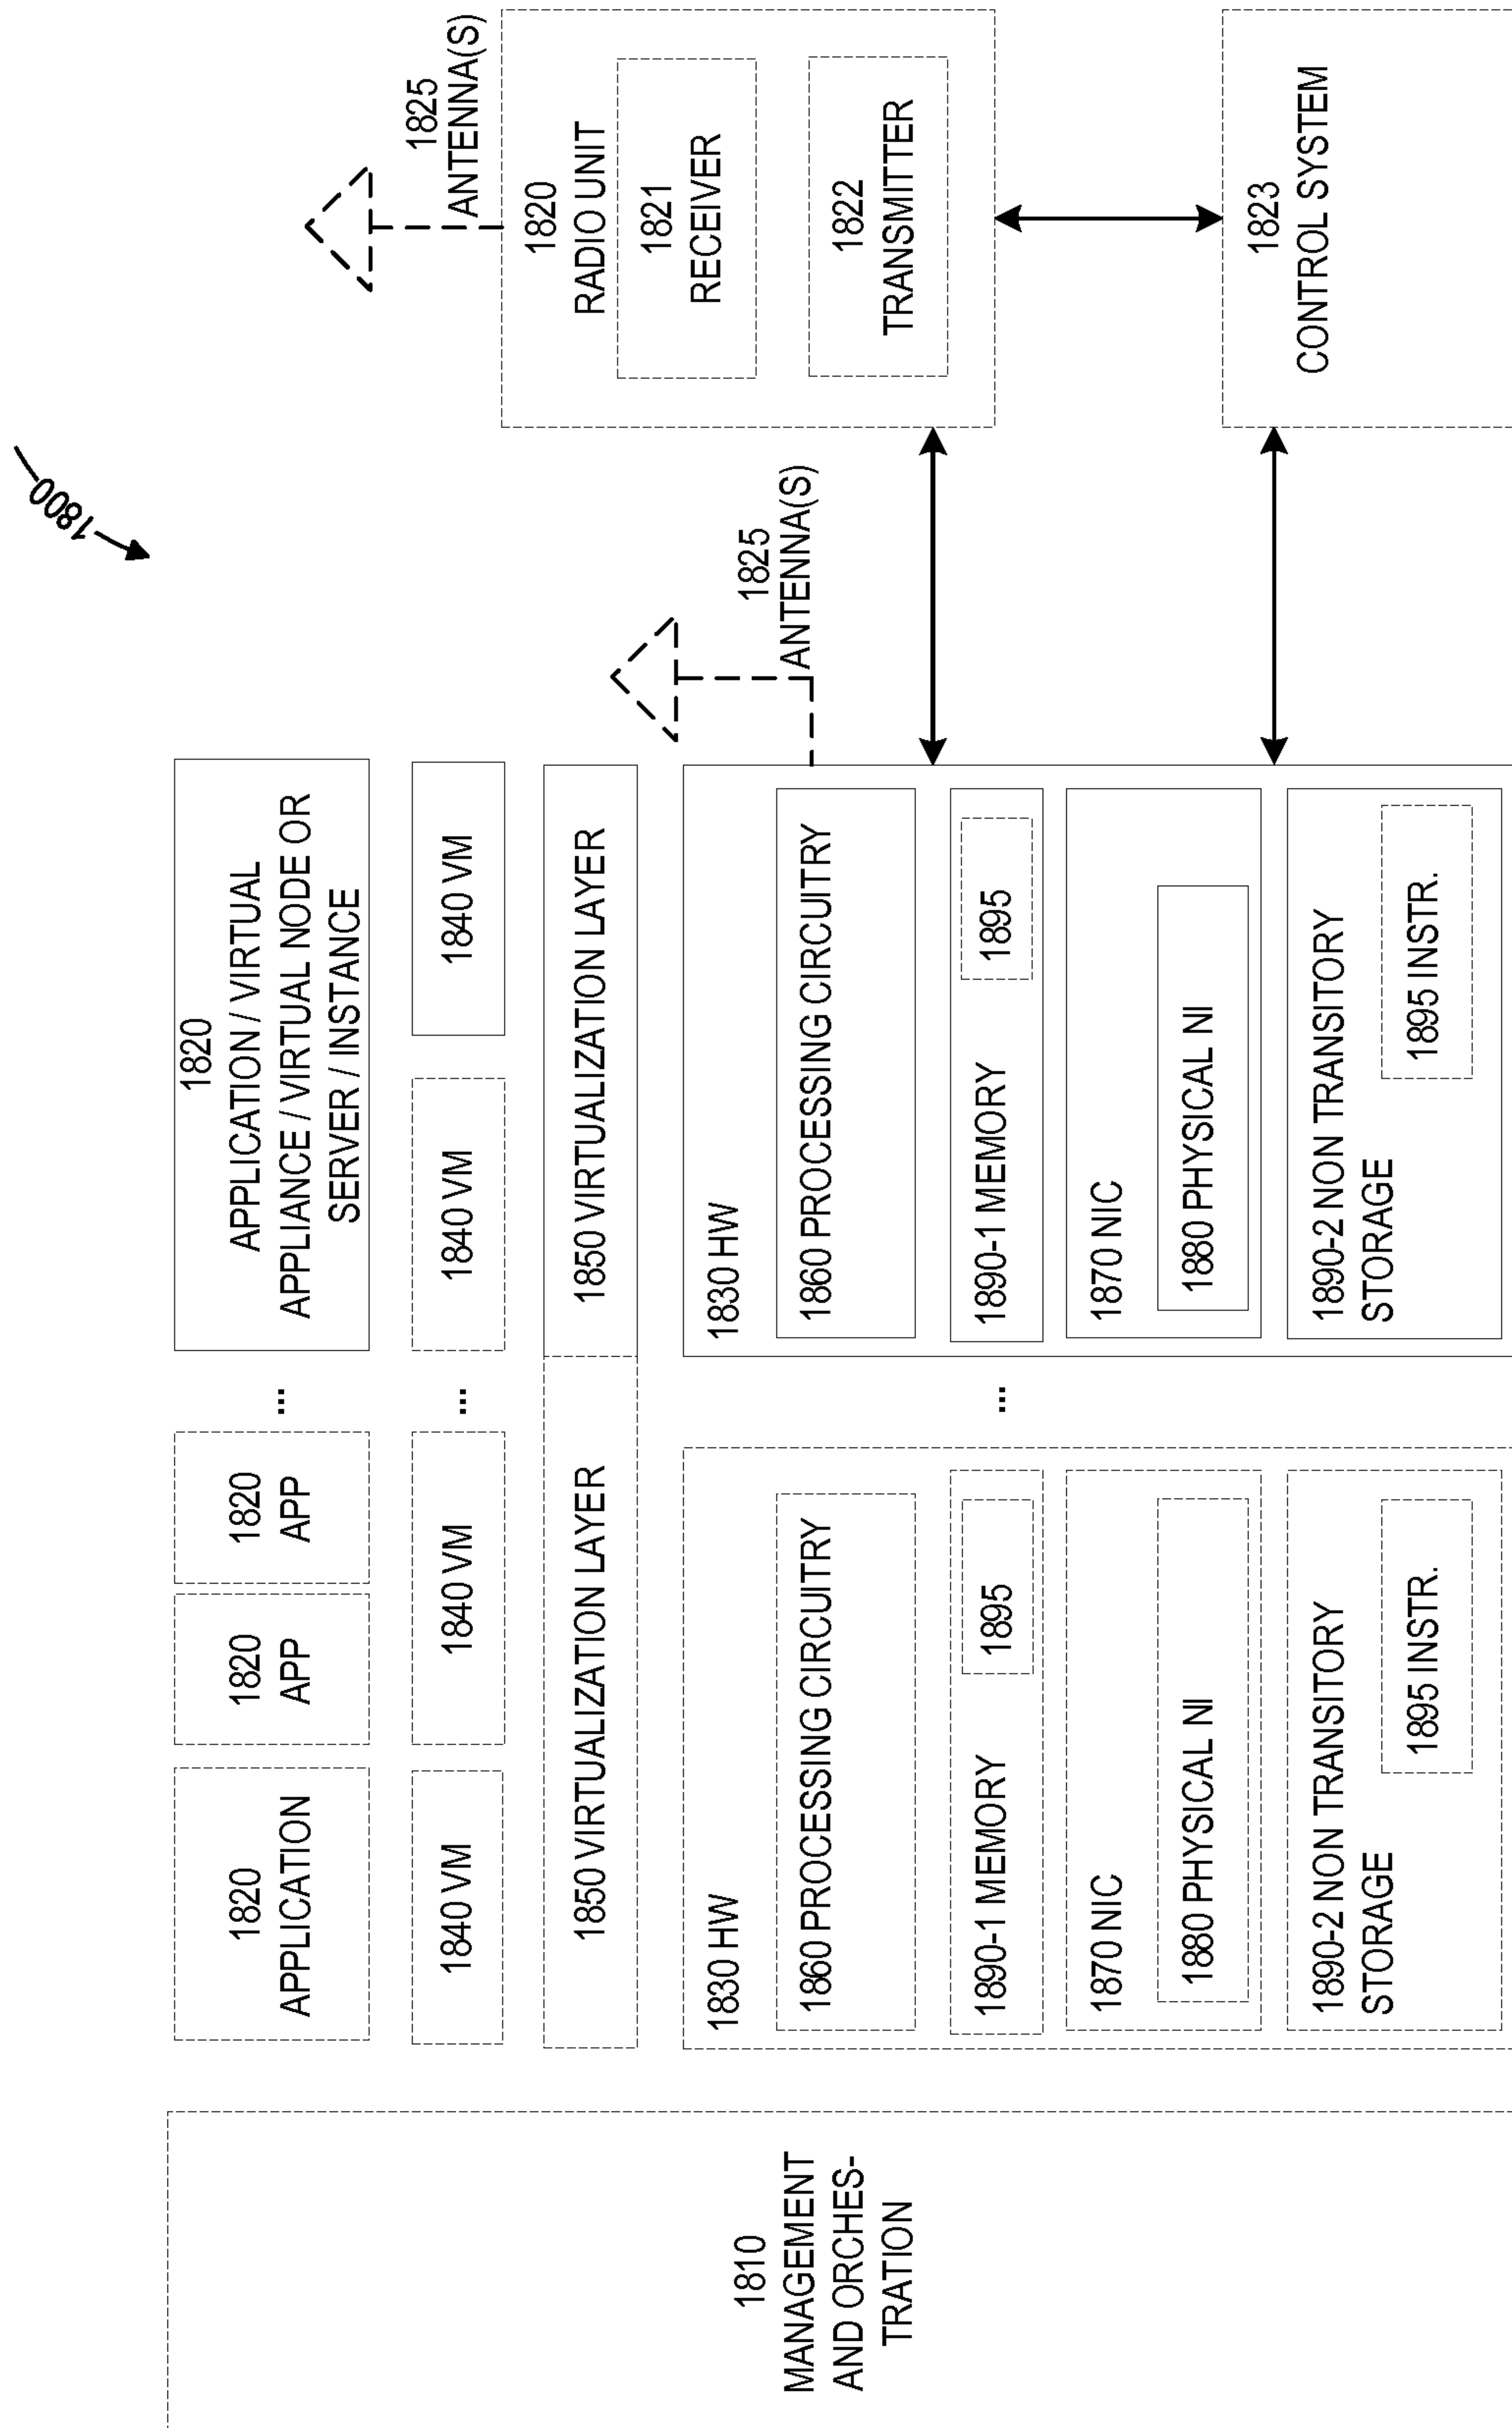 1800
1810
MANAGEMENT
AND ORCHES-
TRATION
1820
APPLICATION
1820
APP
1820
APP
...
1820
APPLICATION / VIRTUAL
APPLIANCE / VIRTUAL NODE OR
SERVER / INSTANCE
1840 VM
1840 VM
...
1840 VM
1840 VM
1850 VIRTUALIZATION LAYER
1850 VIRTUALIZATION LAYER
1830 HW
1860 PROCESSING CIRCUITRY
1890-1 MEMORY
1895
1870 NIC
1880 PHYSICAL NI
1890-2 NON TRANSITORY
STORAGE
1895 INSTR.
...
1830 HW
1860 PROCESSING CIRCUITRY
1890-1 MEMORY
1895
1870 NIC
1880 PHYSICAL NI
1890-2 NON TRANSITORY
STORAGE
1895 INSTR.
1825
ANTENNA(S)
1825
ANTENNA(S)
1820
RADIO UNIT
1821
RECEIVER
1822
TRANSMITTER
1823
CONTROL SYSTEM